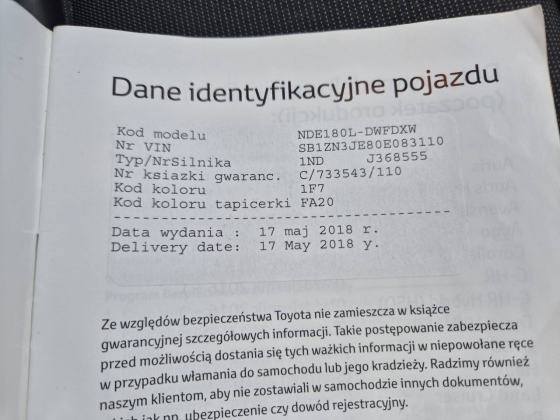 Dane identyfikacyjne pojazdu
Kod modelu NDE180L-DWFDXW
Nr VIN SB1ZN3JE80E083110
Typ/NrSilnika 1ND J368555
Nr ksiazki gwaranc. C/733543/110
Kod koloru 1F7
Kod koloru tapicerki FA20
----------------------------------------
Data wydania : 17 maj 2018 r.
Delivery date: 17 May 2018 y.
Ze względów bezpieczeństwa Toyota nie zamieszcza w książce
gwarancyjnej szczegółowych informacji. Takie postępowanie zabezpiecza
przed możliwością dostania się tych ważkich informacji w niepowołane ręce
w przypadku włamania do samochodu lub jego kradzieży. Radzimy również
naszym klientom, aby nie zostawiali w samochodzie innych dokumentów,
jak np. ubezpieczenie czy dowód rejestracyjny.